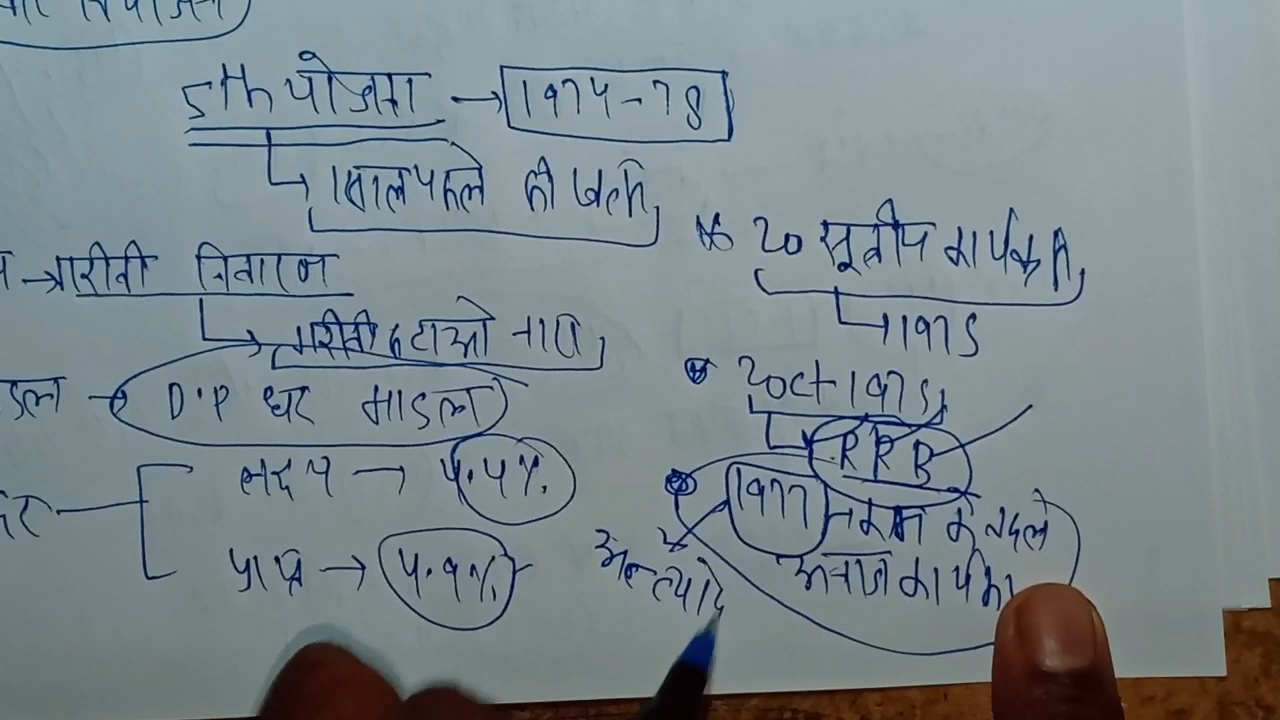 5th योजना → 1974-78
1 साल पहले ही खत्म
→ गरीबी निवारण
→ गरीबी हटाओ नारा
→ D.P धर माडल
लक्ष्य → 4.4%
प्राप्त → 4.9%
20 सूत्रीय कार्यक्रम
→ 1975
2 Oct 1975
RRB
1977 काम के बदले
अनाज कार्यक्रम
अन्त्योद